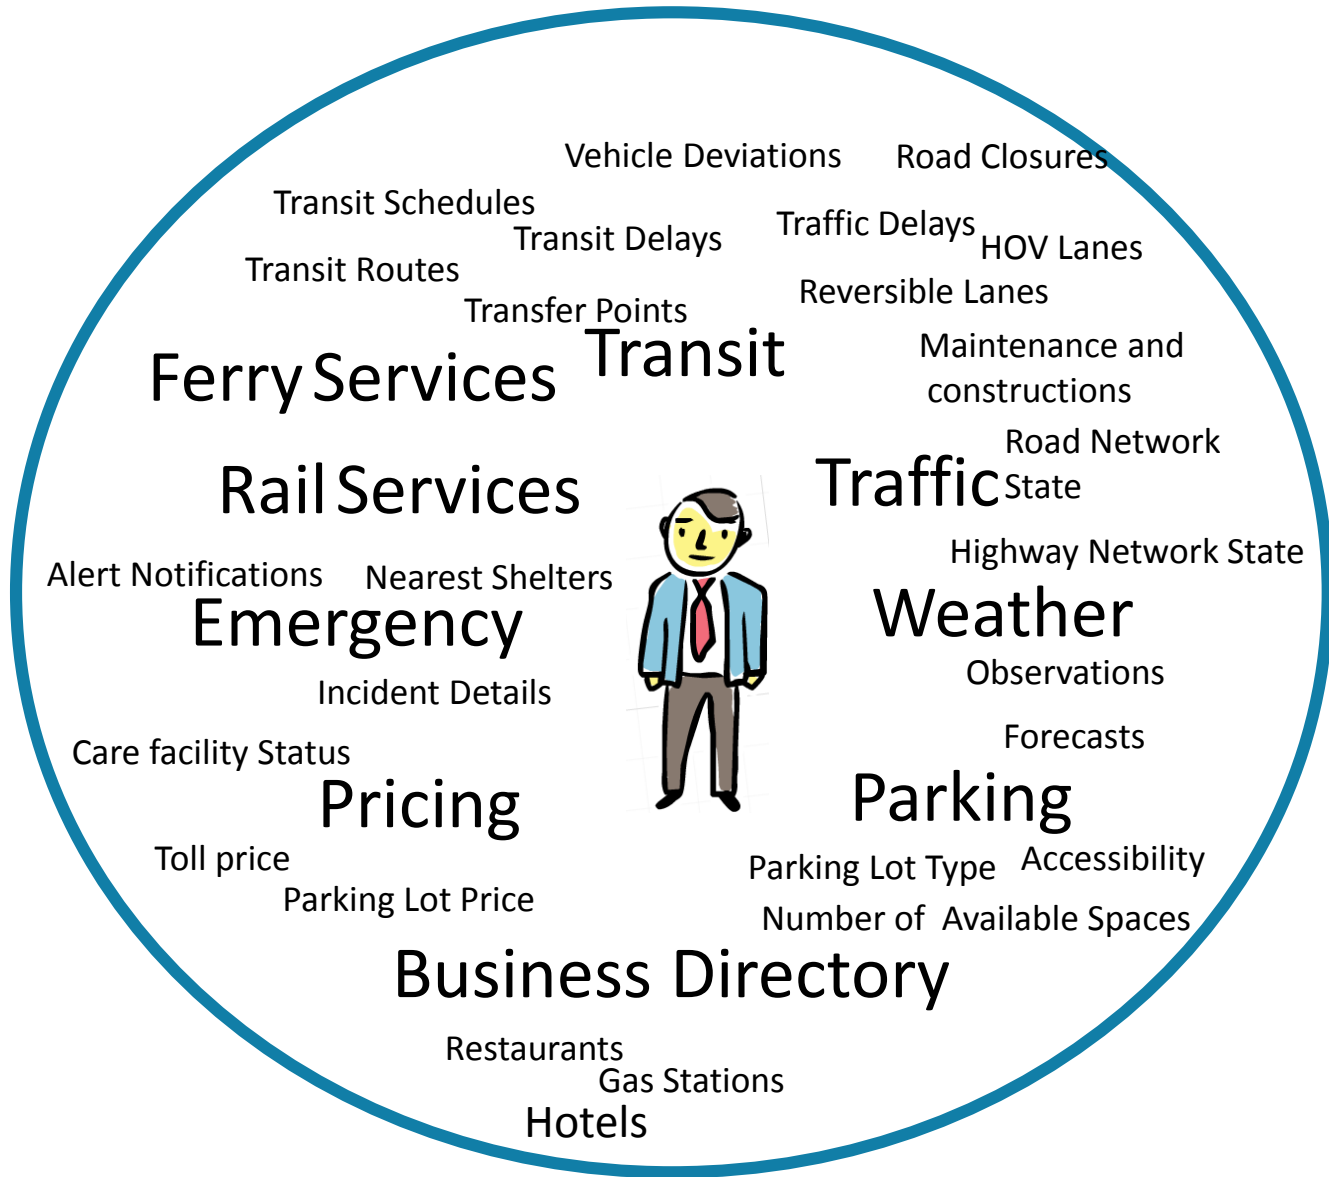 Vehicle Deviations
Road Closures
Transit Schedules
Transit Delays
Traffic Delays
HOV Lanes
Transit Routes
Reversible Lanes
Transfer Points
Transit
Ferry Services
Maintenance and
constructions
Road Network
State
Traffic
Rail Services
Highway Network State
Alert Notifications
Nearest Shelters
Emergency
Weather
Observations
Incident Details
Forecasts
Care facility Status
Pricing
Parking
Toll price
Parking Lot Type
Accessibility
Parking Lot Price
Number of  Available Spaces
Business Directory
Restaurants
Gas Stations
Hotels